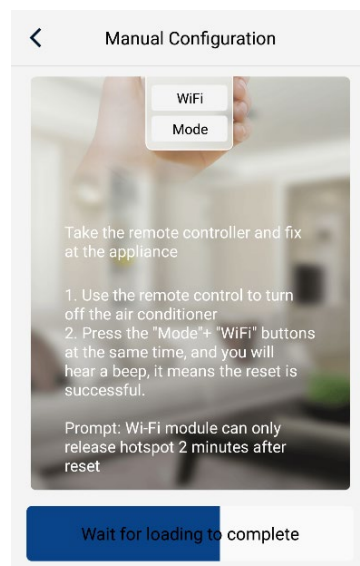 Manual Configuration
WiFi
Mode
Take the remote controller and fix
at the appliance
1. Use the remote control to turn
off the air conditioner
2. Press the "Mode"+ "WiFi" buttons
at the same time, and you will
hear a beep, it means the reset is
successful.
Prompt: Wi-Fi module can only
release hotspot 2 minutes after
reset
Wait for loading to complete